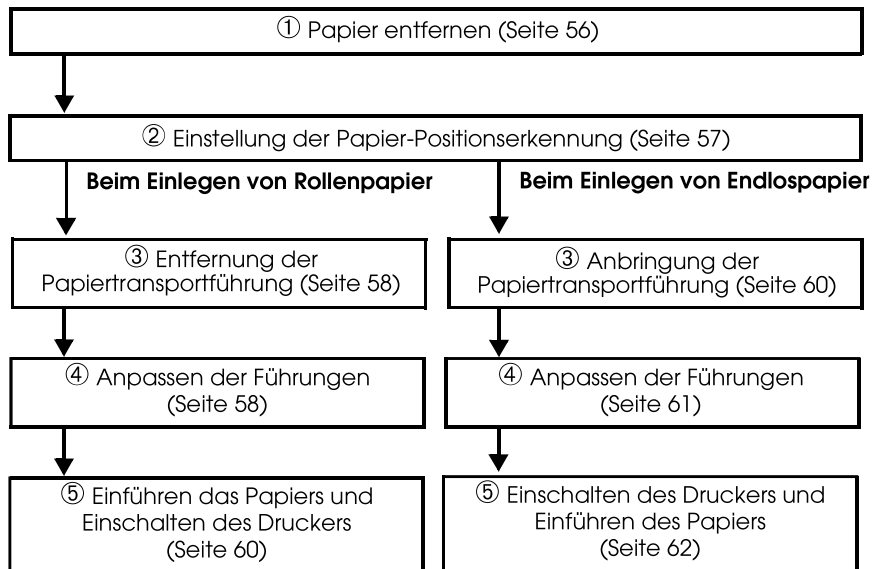 ① Papier entfernen (Seite 56)
② Einstellung der Papier-Positionserkennung (Seite 57)
Beim Einlegen von Rollenpapier
③ Entfernung der
Papiertransportführung (Seite 58)
④ Anpassen der Führungen
(Seite 58)
⑤ Einführen das Papiers und
Einschalten des Druckers
(Seite 60)
Beim Einlegen von Endlospapier
③ Anbringung der
Papiertransportführung (Seite 60)
④ Anpassen der Führungen
(Seite 61)
⑤ Einschalten des Druckers und
Einführen des Papiers
(Seite 62)